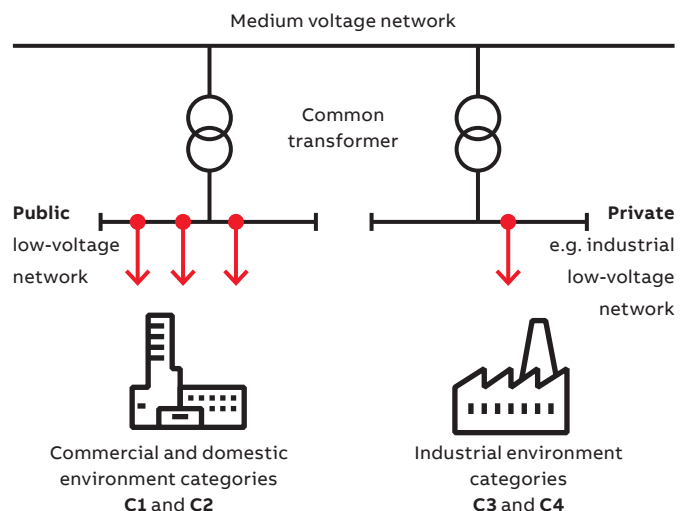 Medium voltage network
Common
transformer
Public
low-voltage
network
Private
e.g. industrial
low-voltage
network
Commercial and domestic
environment categories
C1 and C2
Industrial environment
categories
C3 and C4